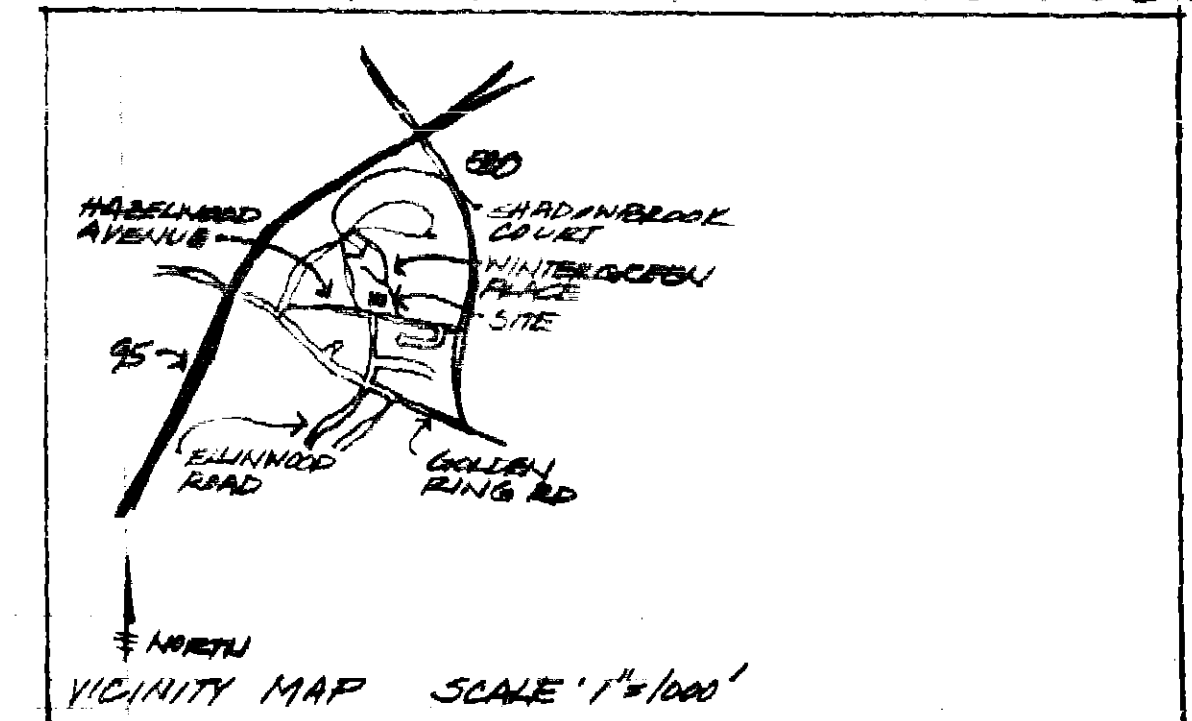 588
HAZELWOOD
AVENUE
SHADOWBROOK
COURT
WINTERGREEN
PLACE
SITE
95
ELLINWOOD
ROAD
GOLDEN
RING RD
NORTH
VICINITY MAP SCALE 1"=1000'